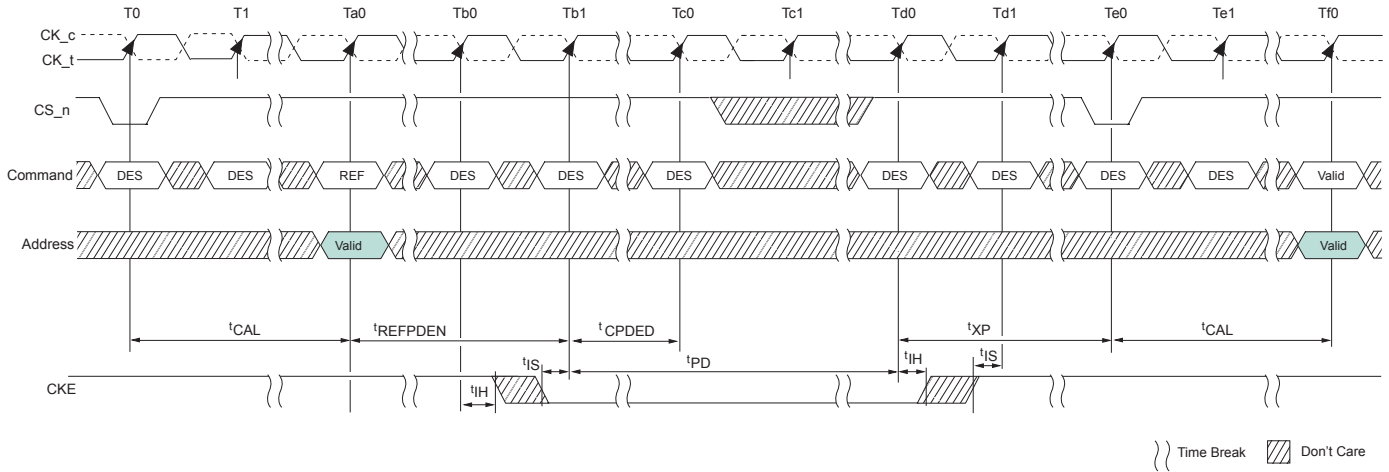 T0 T1 Ta0 Tb0 Tb1 Tc0 Tc1 Td0 Td1 Te0 Te1 Tf0
CK_c
CK_t
CS_n
Command DES DES REF DES DES DES DES DES DES DES Valid
Address Valid Valid
tCAL tREFPDEN tCPDED tXP tCAL
tIS tPD tIH tIS
CKE tIH
Time Break Don't Care